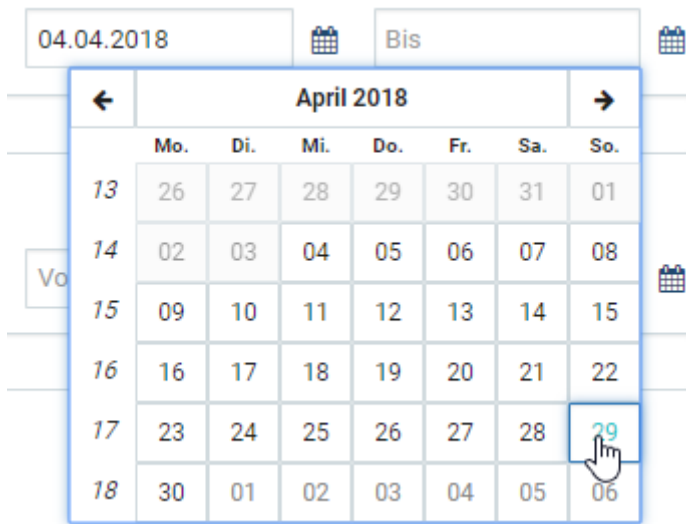 04.04.2018 Bis
April 2018
Mo. Di. Mi. Do. Fr. Sa. So.
13 26 27 28 29 30 31 01
14 02 03 04 05 06 07 08
Vo
15 09 10 11 12 13 14 15
16 16 17 18 19 20 21 22
17 23 24 25 26 27 28 29
18 30 01 02 03 04 05 06